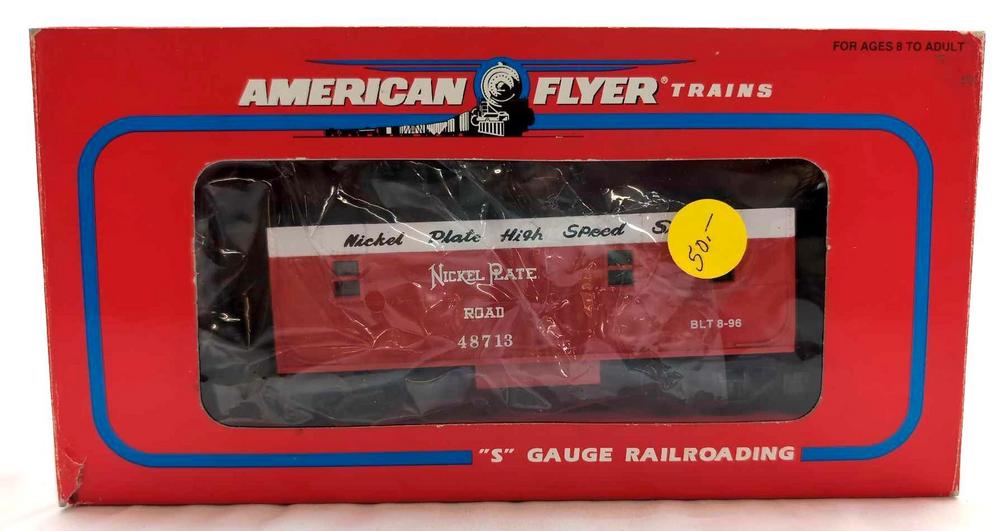 FOR AGES 8 TO ADULT
AMERICAN FLYER® TRAINS
Nickel Plate High Speed
50.-
NICKEL PLATE
ROAD
48713
BLT 8-96
"S" GAUGE RAILROADING